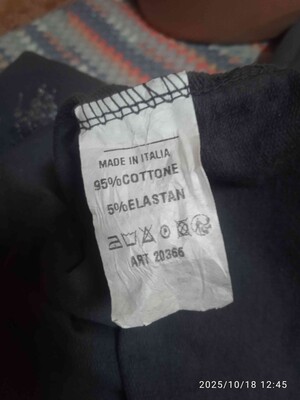 MADE IN ITALIA
95%COTTONE
5%ELASTAN
ART 20366
2025/10/18 12:45